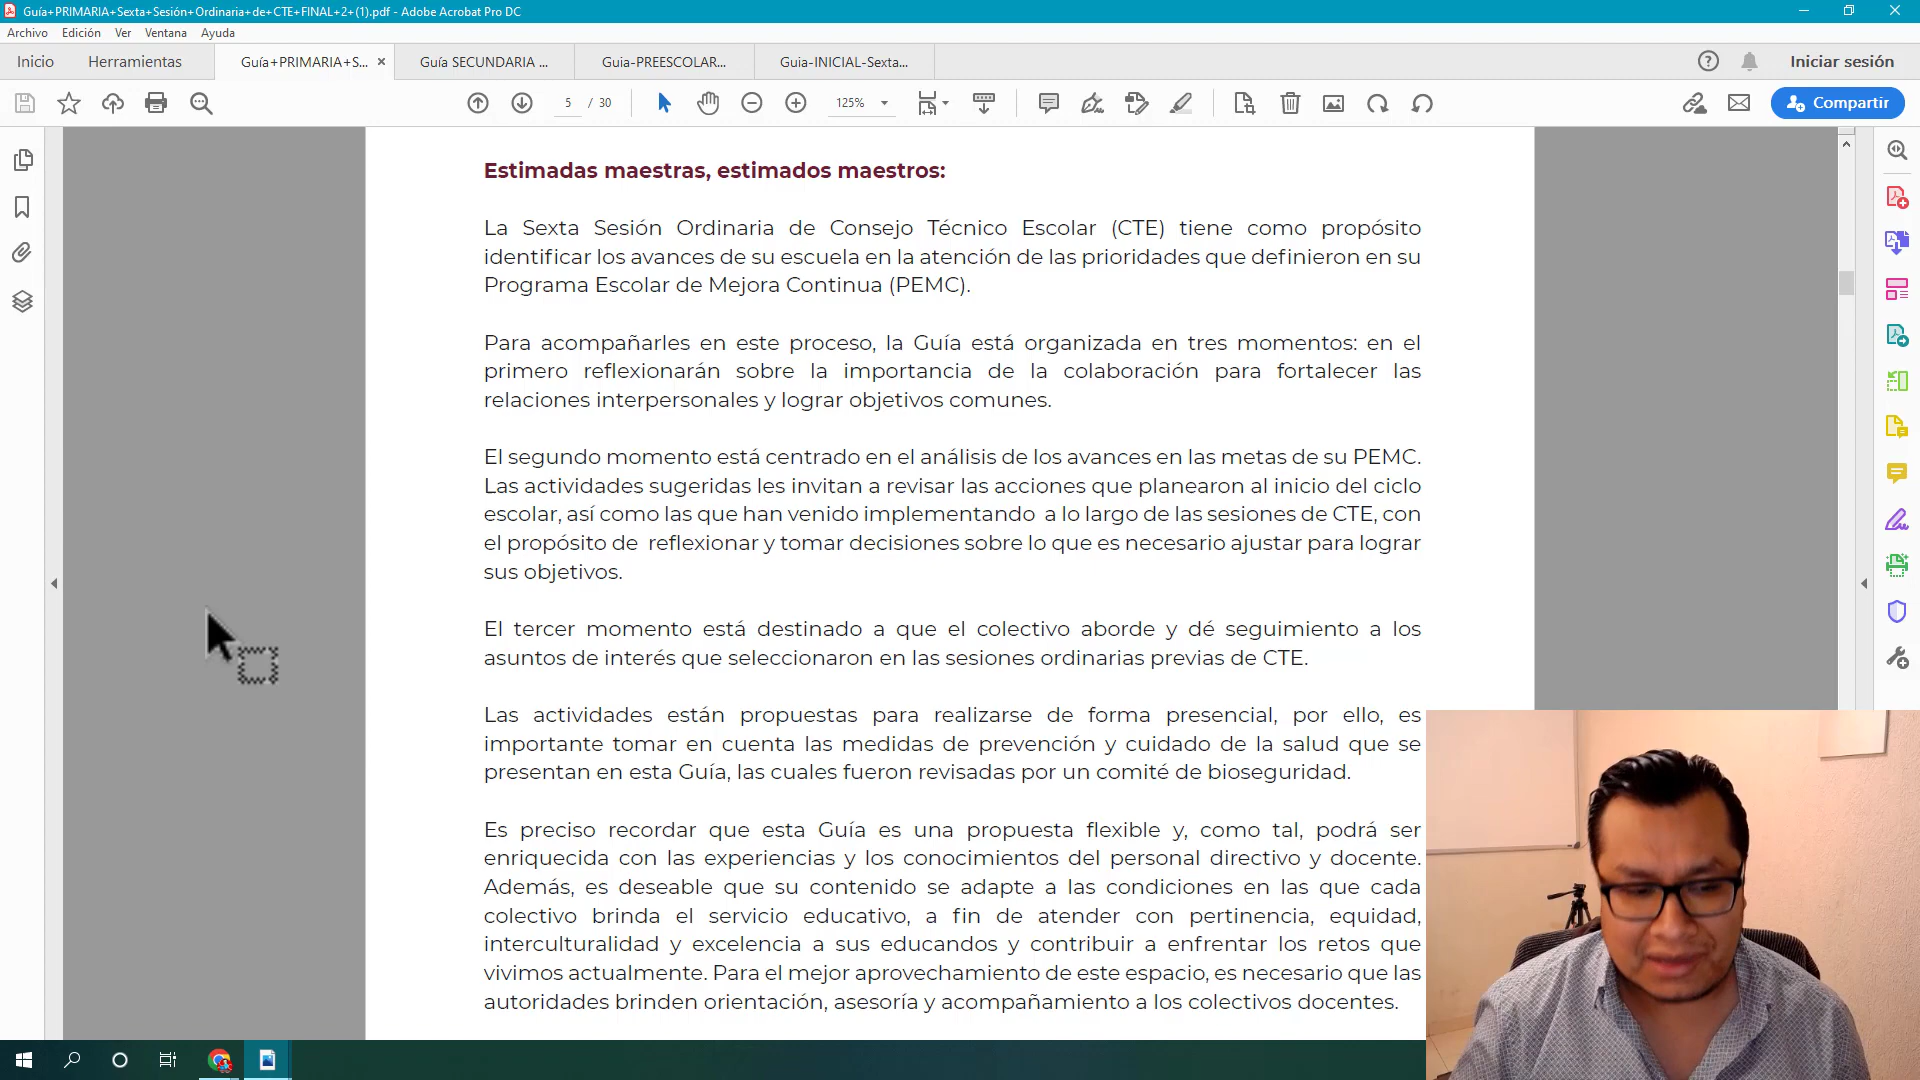 Guía+PRIMARIA+Sexta+Sesión+Ordinaria+de+CTE+FINAL+2+(1).pdf - Adobe Acrobat Pro DC
Archivo Edición Ver Ventana Ayuda
Inicio Herramientas Guía+PRIMARIA+S... Guía SECUNDARIA ... Guia-PREESCOLAR... Guia-INICIAL-Sexta... Iniciar sesión
5 / 30 125% Compartir
Estimadas maestras, estimados maestros:
La Sexta Sesión Ordinaria de Consejo Técnico Escolar (CTE) tiene como propósito
identificar los avances de su escuela en la atención de las prioridades que definieron en su
Programa Escolar de Mejora Continua (PEMC).
Para acompañarles en este proceso, la Guía está organizada en tres momentos: en el
primero reflexionarán sobre la importancia de la colaboración para fortalecer las
relaciones interpersonales y lograr objetivos comunes.
El segundo momento está centrado en el análisis de los avances en las metas de su PEMC.
Las actividades sugeridas les invitan a revisar las acciones que planearon al inicio del ciclo
escolar, así como las que han venido implementando a lo largo de las sesiones de CTE, con
el propósito de reflexionar y tomar decisiones sobre lo que es necesario ajustar para lograr
sus objetivos.
El tercer momento está destinado a que el colectivo aborde y dé seguimiento a los
asuntos de interés que seleccionaron en las sesiones ordinarias previas de CTE.
Las actividades están propuestas para realizarse de forma presencial, por ello, es
importante tomar en cuenta las medidas de prevención y cuidado de la salud que se
presentan en esta Guía, las cuales fueron revisadas por un comité de bioseguridad.
Es preciso recordar que esta Guía es una propuesta flexible y, como tal, podrá ser
enriquecida con las experiencias y los conocimientos del personal directivo y docente.
Además, es deseable que su contenido se adapte a las condiciones en las que cada
colectivo brinda el servicio educativo, a fin de atender con pertinencia, equidad,
interculturalidad y excelencia a sus educandos y contribuir a enfrentar los retos que
vivimos actualmente. Para el mejor aprovechamiento de este espacio, es necesario que las
autoridades brinden orientación, asesoría y acompañamiento a los colectivos docentes.